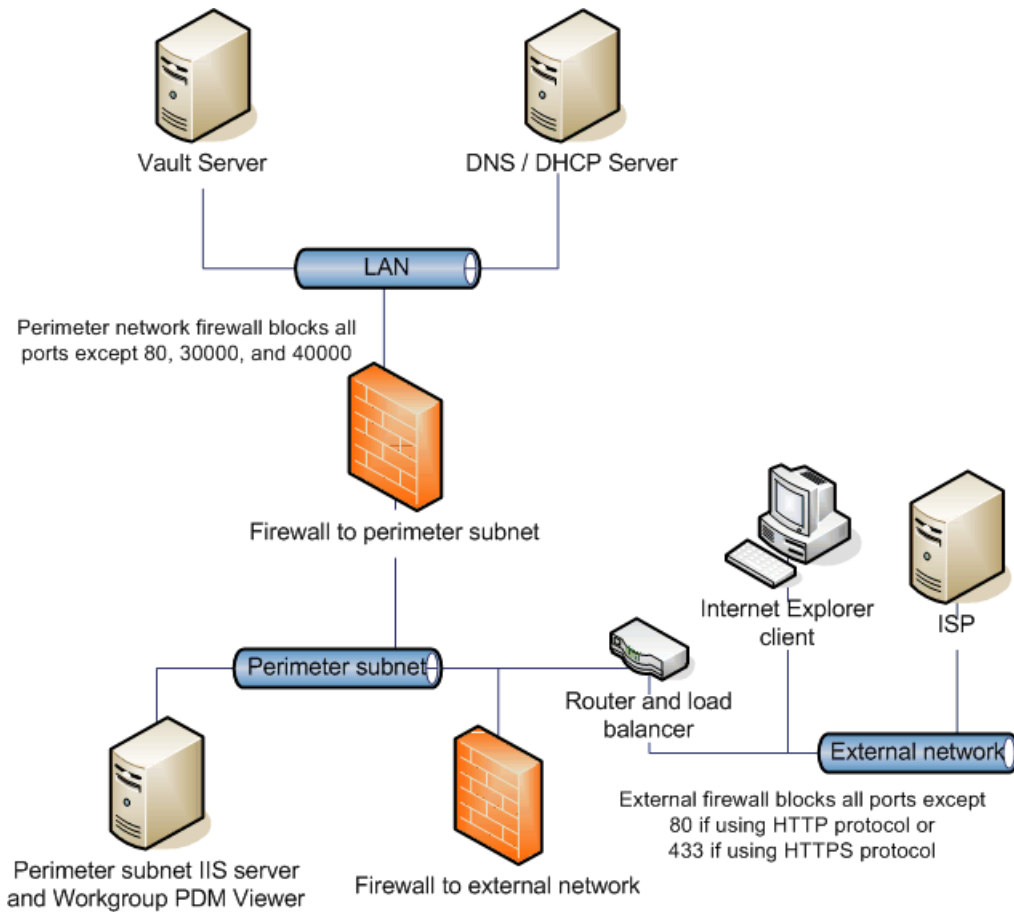 Vault Server
DNS / DHCP Server
LAN
Perimeter network firewall blocks all
ports except 80, 30000, and 40000
Firewall to perimeter subnet
Internet Explorer
client
ISP
Perimeter subnet
Router and load
balancer
External network
External firewall blocks all ports except
80 if using HTTP protocol or
433 if using HTTPS protocol
Perimeter subnet IIS server
and Workgroup PDM Viewer
Firewall to external network